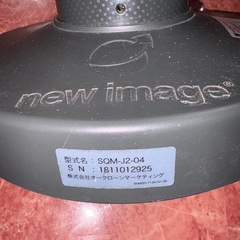 new image®
型式名：SQM-J2-04
S N：1811012925
株式会社オークローンマーケティング